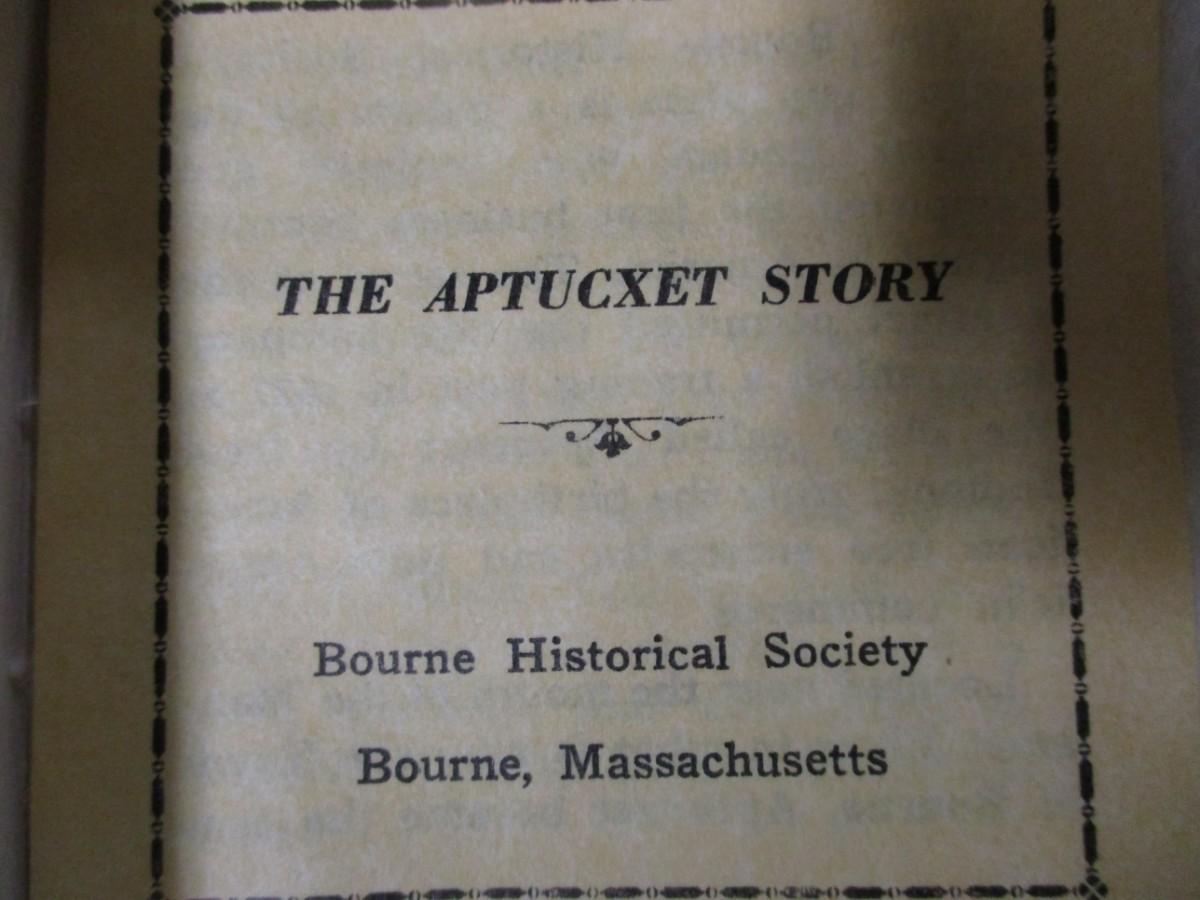 THE APTUCXET STORY
Bourne Historical Society
Bourne, Massachusetts